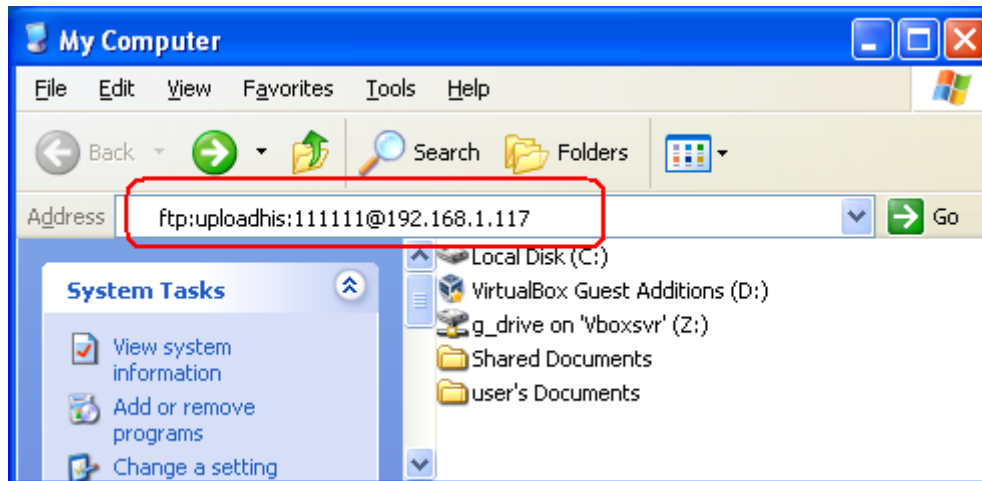 My Computer
File Edit View Favorites Tools Help
Back Search Folders
Address ftp:uploadhis:111111@192.168.1.117 Go
Local Disk (C:)
System Tasks
VirtualBox Guest Additions (D:)
g_drive on 'Vboxsvr' (Z:)
View system
information
Shared Documents
user's Documents
Add or remove
programs
Change a setting